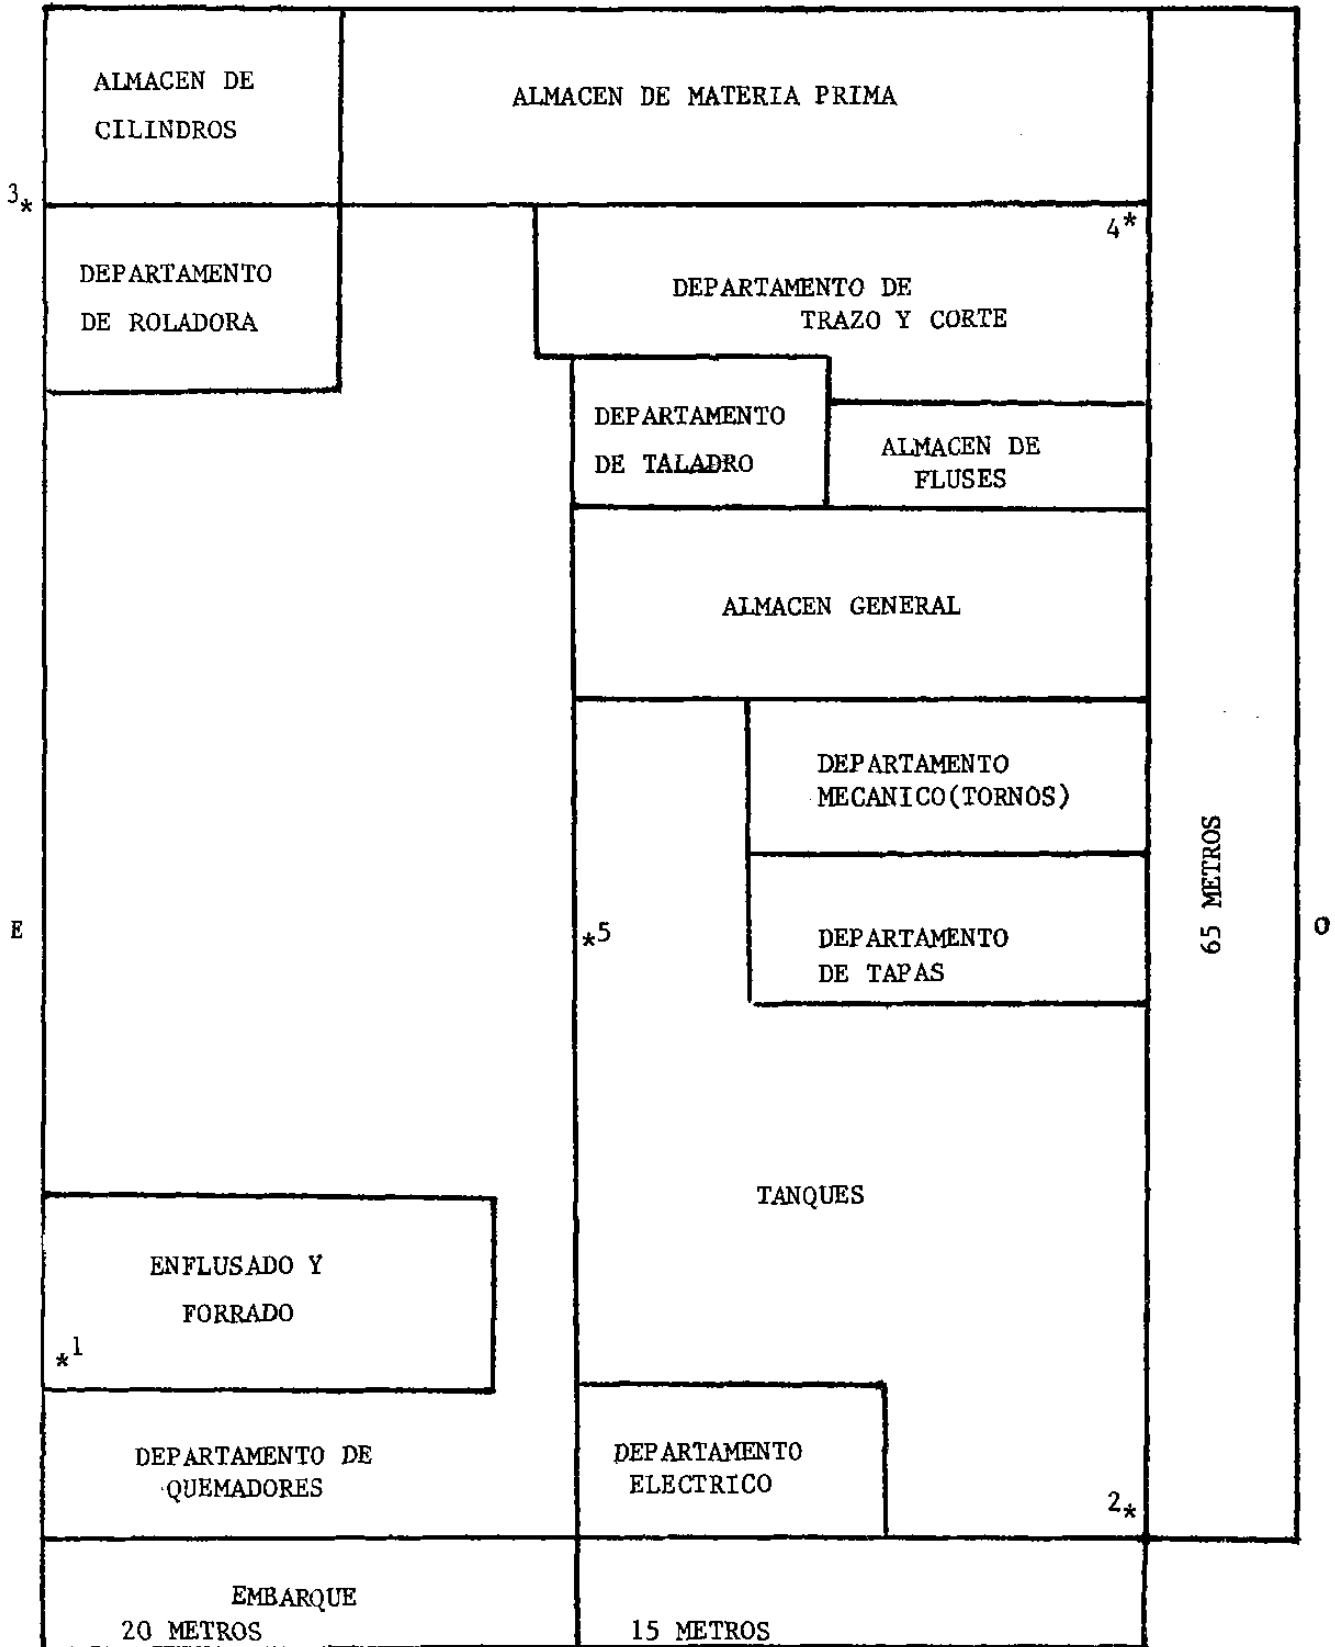 ALMACEN DE
CILINDROS
ALMACEN DE MATERIA PRIMA
3*
4*
DEPARTAMENTO
DE ROLADORA
DEPARTAMENTO DE
TRAZO Y CORTE
DEPARTAMENTO
DE TALADRO
ALMACEN DE
FLUSES
ALMACEN GENERAL
DEPARTAMENTO
MECANICO(TORNOS)
65 METROS
E
*5
DEPARTAMENTO
DE TAPAS
O
TANQUES
ENFLUSADO Y
FORRADO
*1
DEPARTAMENTO DE
QUEMADORES
DEPARTAMENTO
ELECTRICO
2*
EMBARQUE
20 METROS
15 METROS